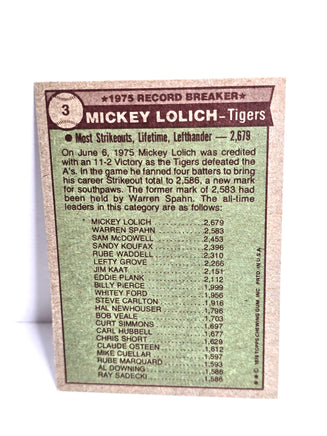 3
★1975 RECORD BREAKER★
MICKEY LOLICH–Tigers
● Most Strikeouts, Lifetime, Lefthander — 2,679
On June 6, 1975 Mickey Lolich was credited
with an 11-2 Victory as the Tigers defeated the
A's. In the game he fanned four batters to bring
his career Strikeout total to 2,586, a new mark
for southpaws. The former mark of 2,583 had
been held by Warren Spahn. The all-time
leaders in this category are as follows:
MICKEY LOLICH 2,679
WARREN SPAHN 2,583
SAM McDOWELL 2,453
SANDY KOUFAX 2,396
RUBE WADDELL 2,310
LEFTY GROVE 2,266
JIM KAAT 2,151
EDDIE PLANK 2,112
BILLY PIERCE 1,999
WHITEY FORD 1,956
STEVE CARLTON 1,916
HAL NEWHOUSER 1,796
BOB VEALE 1,703
CURT SIMMONS 1,697
CARL HUBBELL 1,677
CHRIS SHORT 1,629
CLAUDE OSTEEN 1,612
MIKE CUELLAR 1,595
RUBE MARQUARD 1,593
AL DOWNING 1,586
RAY SADECKI 1,586
★ ★ © 1976 TOPPS CHEWING GUM, INC. PRTD. IN U.S.A.